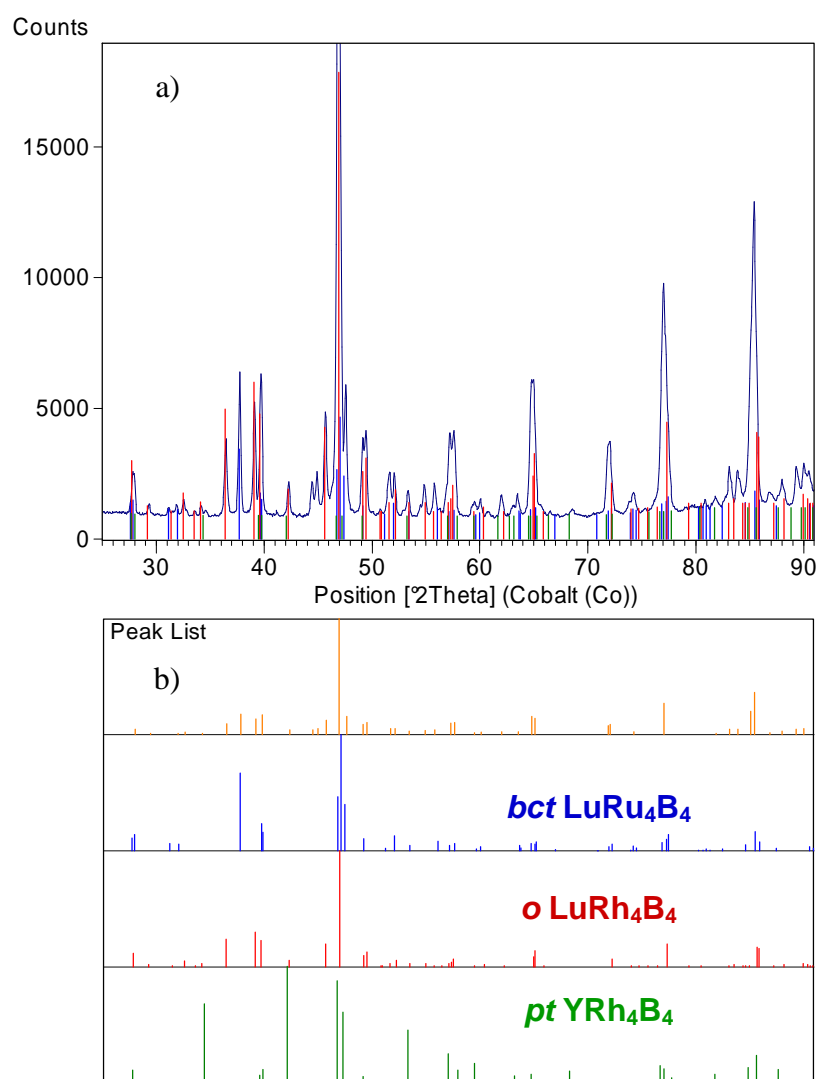 Counts
a)
15000
10000
5000
0
30 40 50 60 70 80 90
Position [°2Theta] (Cobalt (Co))
Peak List
b)
bct LuRu₄B₄
o LuRh₄B₄
pt YRh₄B₄